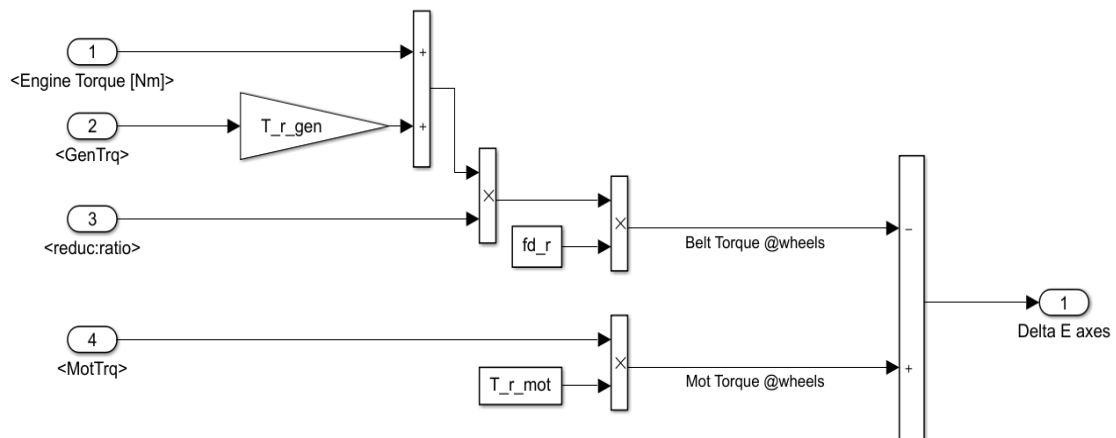 1
+
<Engine Torque [Nm]>
2
T_r_gen
+
<GenTrq>
×
3
×
<reduc:ratio>
fd_r
Belt Torque @wheels
−
1
Delta E axes
4
<MotTrq>
×
T_r_mot
Mot Torque @wheels
+